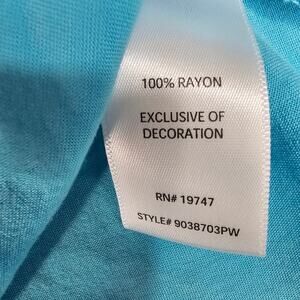 100% RAYON
EXCLUSIVE OF
DECORATION
RN# 19747
STYLE# 9038703PW